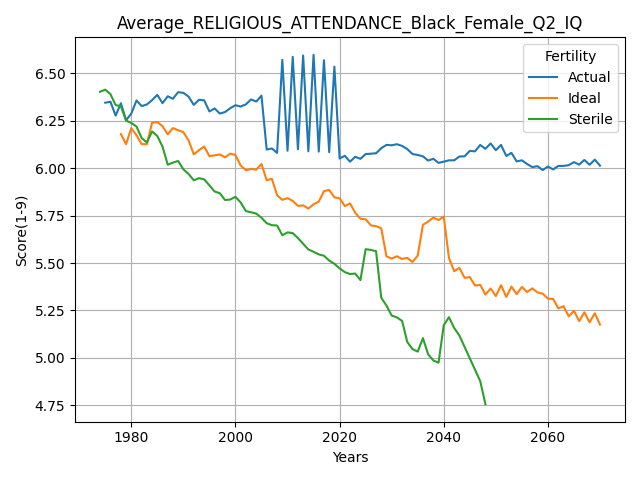 Average_RELIGIOUS_ATTENDANCE_Black_Female_Q2_IQ
Fertility
Actual
Ideal
Sterile
Score(1-9)
6.50
6.25
6.00
5.75
5.50
5.25
5.00
4.75
1980 2000 2020 2040 2060
Years